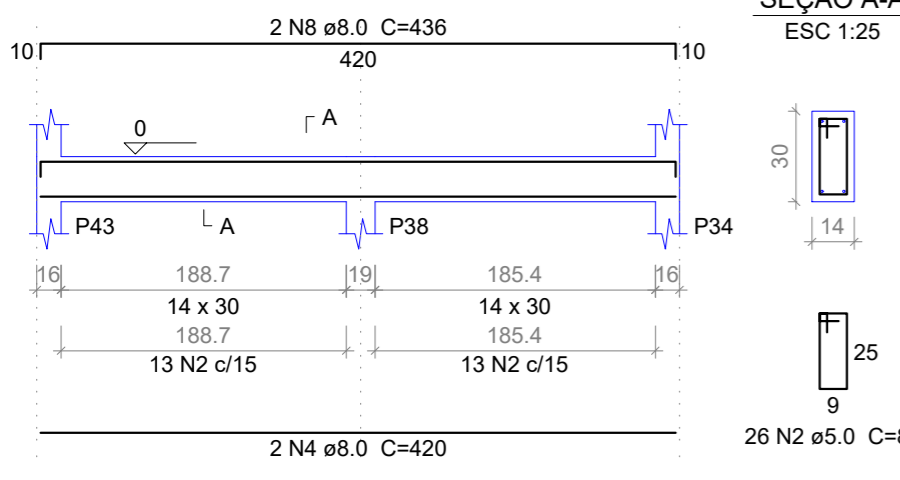 SEÇÃO A-A
ESC 1:25
2 N8 ø8.0 C=436
10 420 10
0
A
A
P43 P38 P34
16 188.7 19 185.4 16
14 x 30 14 x 30
188.7 185.4
13 N2 c/15 13 N2 c/15
2 N4 ø8.0 C=420
30
14
25
9
26 N2 ø5.0 C=